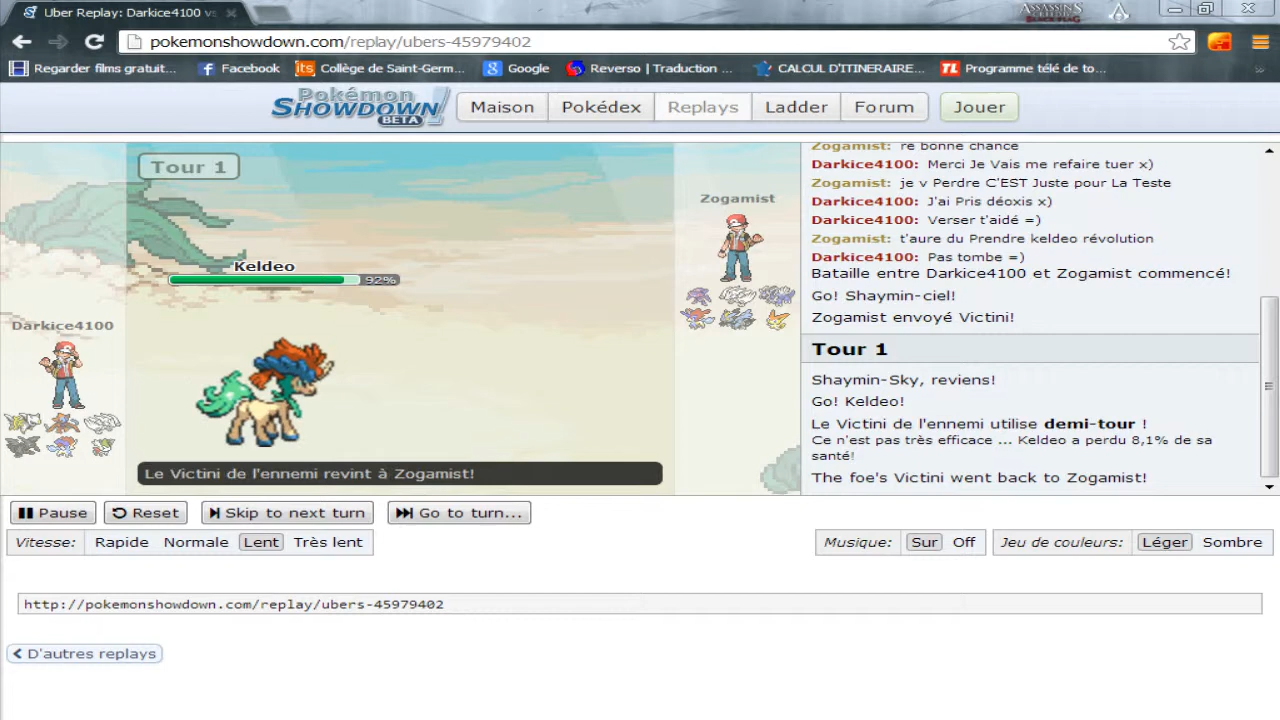 Uber Replay: Darkice4100 vs
ASSASSIN'S
pokemonshowdown.com/replay/ubers-45979402
Regarder films gratuit... Facebook its Collège de Saint-Germ... Google Reverso | Traduction ... CALCUL D'ITINERAIRE... TL Programme télé de to...
Pokémon
SHOWDOWN!
BETA
Maison Pokédex Replays Ladder Forum Jouer
Tour 1
Zogamist
Keldeo
92%
Darkice4100
Le Victini de l'ennemi revint à Zogamist!
Zogamist: re bonne chance
Darkice4100: Merci Je Vais me refaire tuer x)
Zogamist: je v Perdre C'EST Juste pour La Teste
Darkice4100: J'ai Pris déoxis x)
Darkice4100: Verser t'aidé =)
Zogamist: t'aure du Prendre keldeo révolution
Darkice4100: Pas tombe =)
Bataille entre Darkice4100 et Zogamist commencé!
Go! Shaymin-ciel!
Zogamist envoyé Victini!
Tour 1
Shaymin-Sky, reviens!
Go! Keldeo!
Le Victini de l'ennemi utilise demi-tour !
Ce n'est pas très efficace ... Keldeo a perdu 8,1% de sa
santé!
The foe's Victini went back to Zogamist!
Pause Reset Skip to next turn Go to turn...
Vitesse: Rapide Normale Lent Très lent Musique: Sur Off Jeu de couleurs: Léger Sombre
http://pokemonshowdown.com/replay/ubers-45979402
D'autres replays